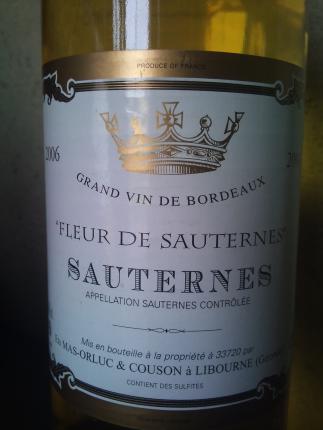 PRODUCE OF FRANCE
2006
GRAND VIN DE BORDEAUX
"FLEUR DE SAUTERNES"
SAUTERNES
APPELLATION SAUTERNES CONTRÔLÉE
Mis en bouteille à la propriété à 33720 par
MAS-ORLUC & COUSON à LIBOURNE
CONTIENT DES SULFITES